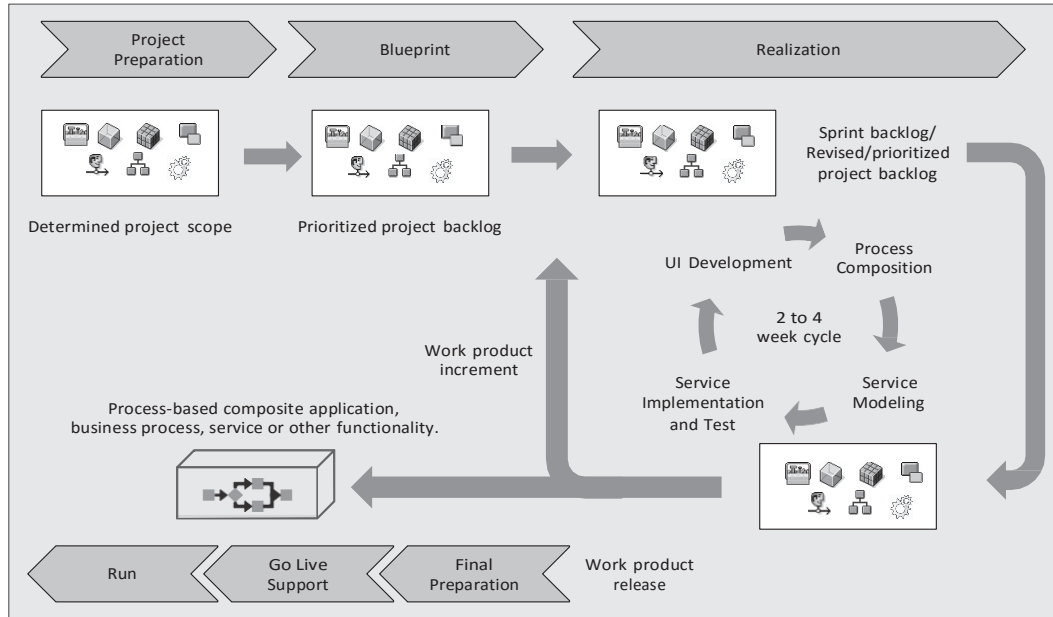 Project
Preparation
Blueprint
Realization
Sprint backlog/
Revised/prioritized
project backlog
Determined project scope
Prioritized project backlog
UI Development
Process
Composition
2 to 4
week cycle
Work product
increment
Service
Implementation
and Test
Service
Modeling
Process-based composite application,
business process, service or other functionality.
Run
Go Live
Support
Final
Preparation
Work product
release